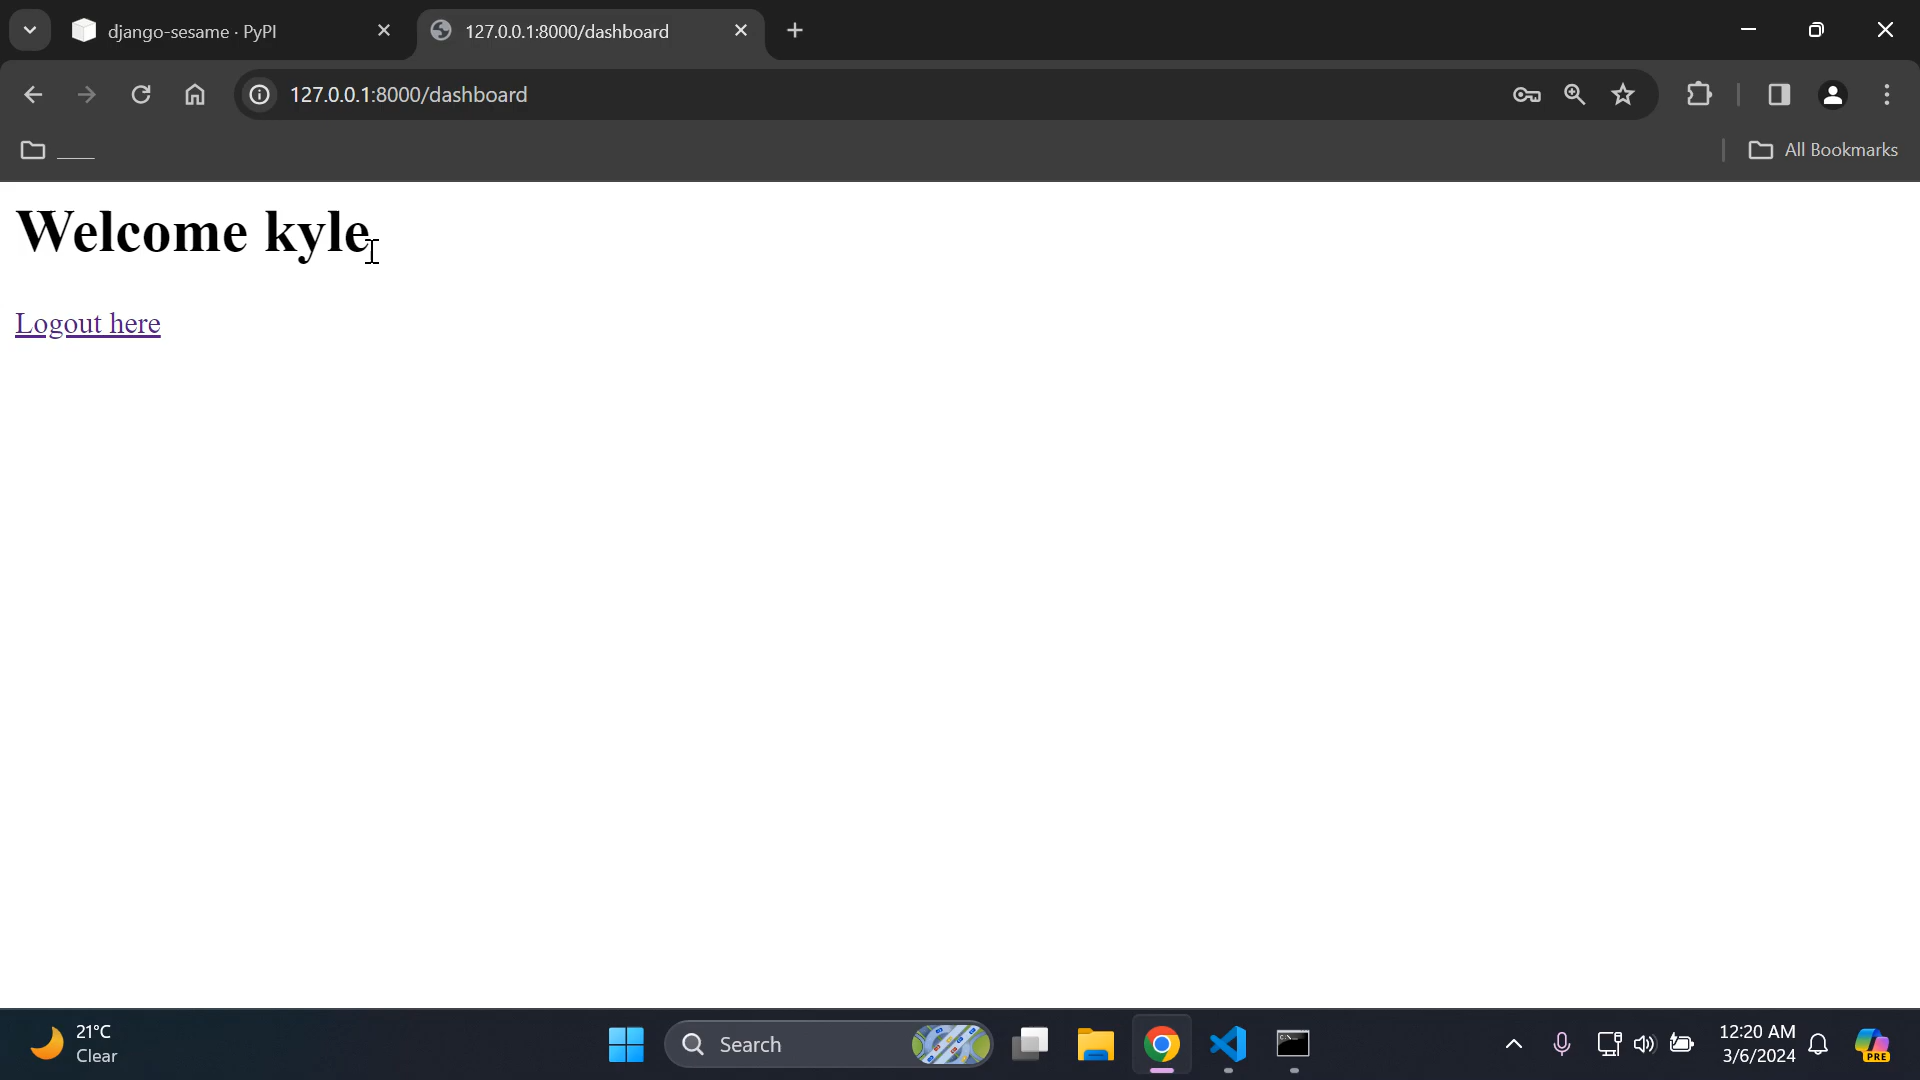 django-sesame · PyPI
127.0.0.1:8000/dashboard
127.0.0.1:8000/dashboard
____
All Bookmarks
Welcome kyle
Logout here
21°C
Clear
Search
12:20 AM
3/6/2024
PRE